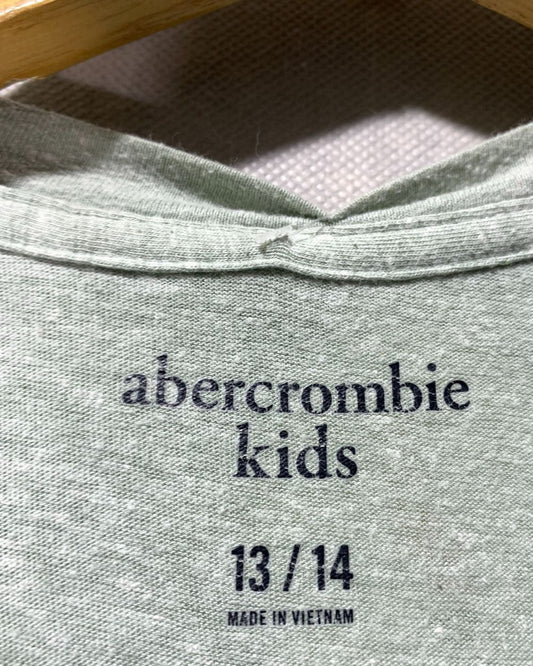 abercrombie
kids
13 / 14
MADE IN VIETNAM